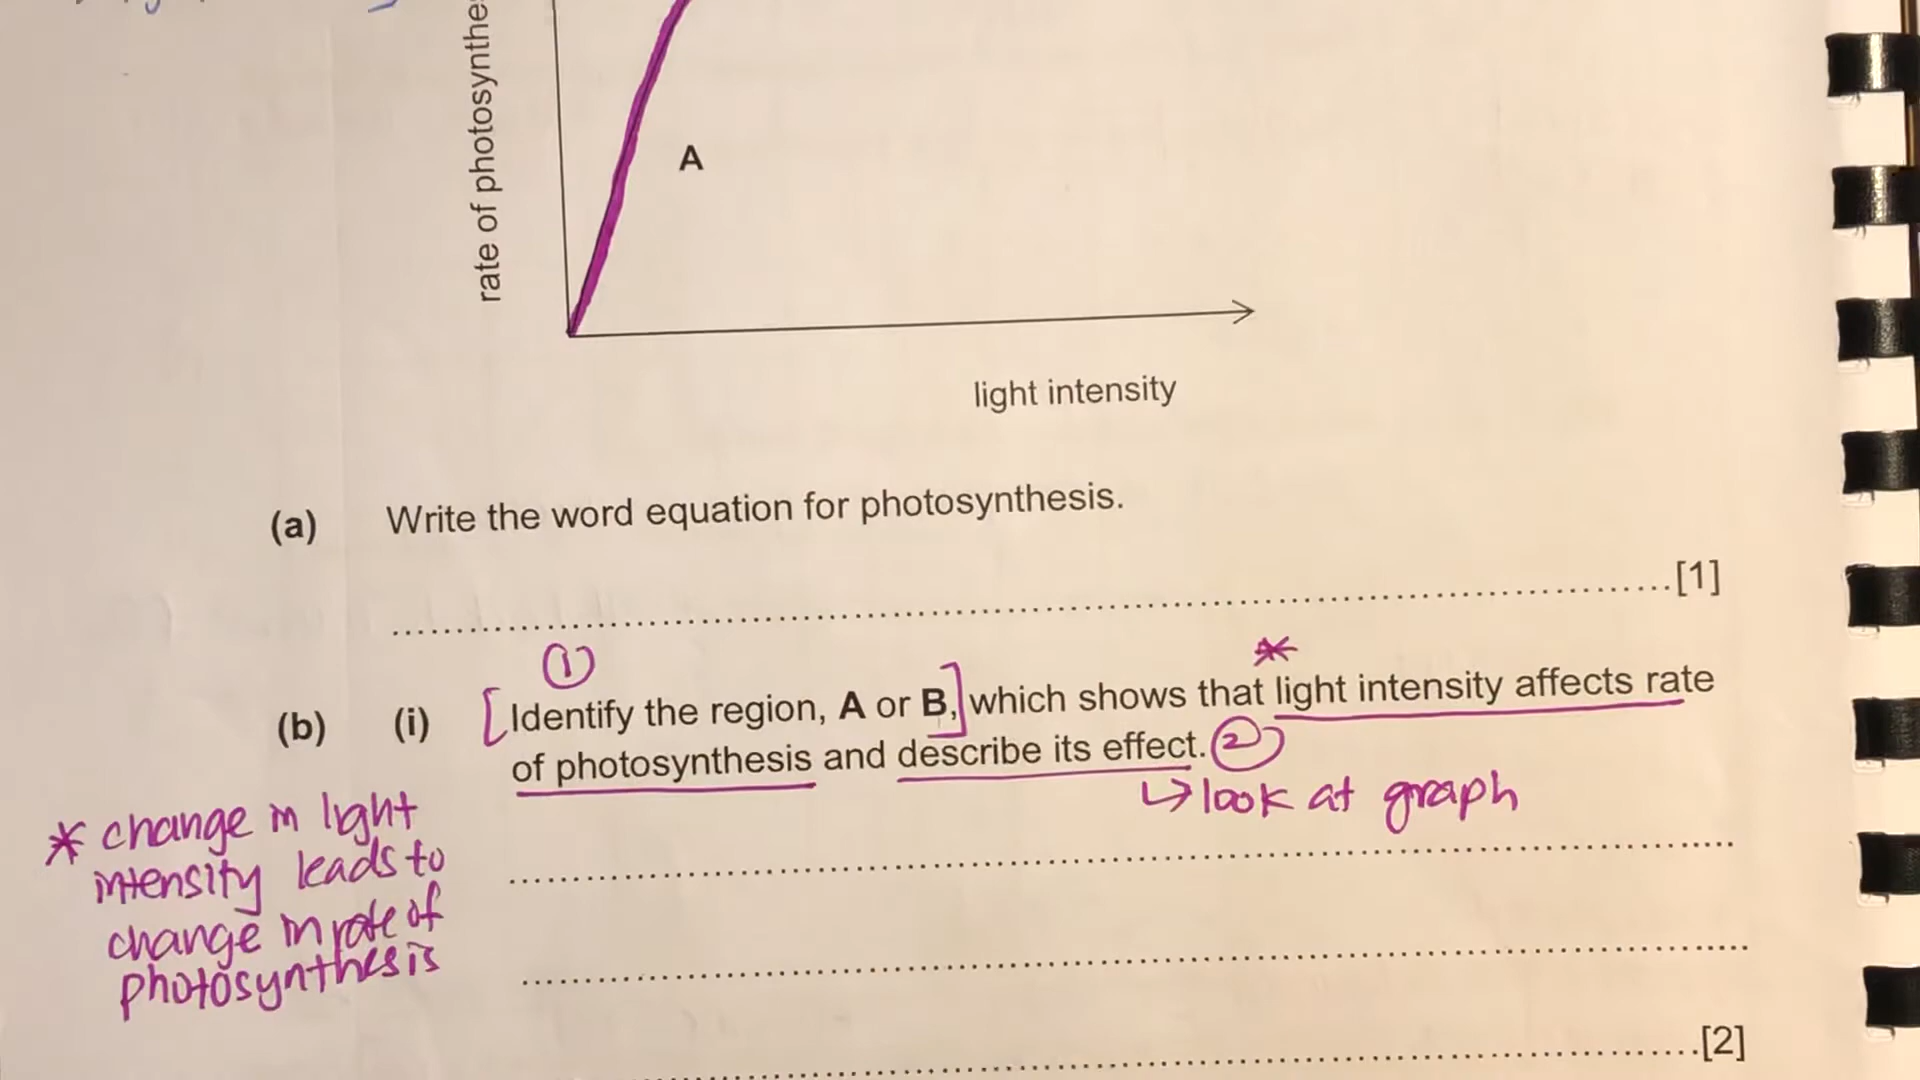 rate of
A
light intensity
(a) Write the word equation for photosynthesis.
[1]
①
*
(b) (i) [Identify the region, A or B,] which shows that light intensity affects rate
of photosynthesis and describe its effect. ②
↳ look at graph
* change in light
intensity leads to
change in rate of
photosynthesis
[2]